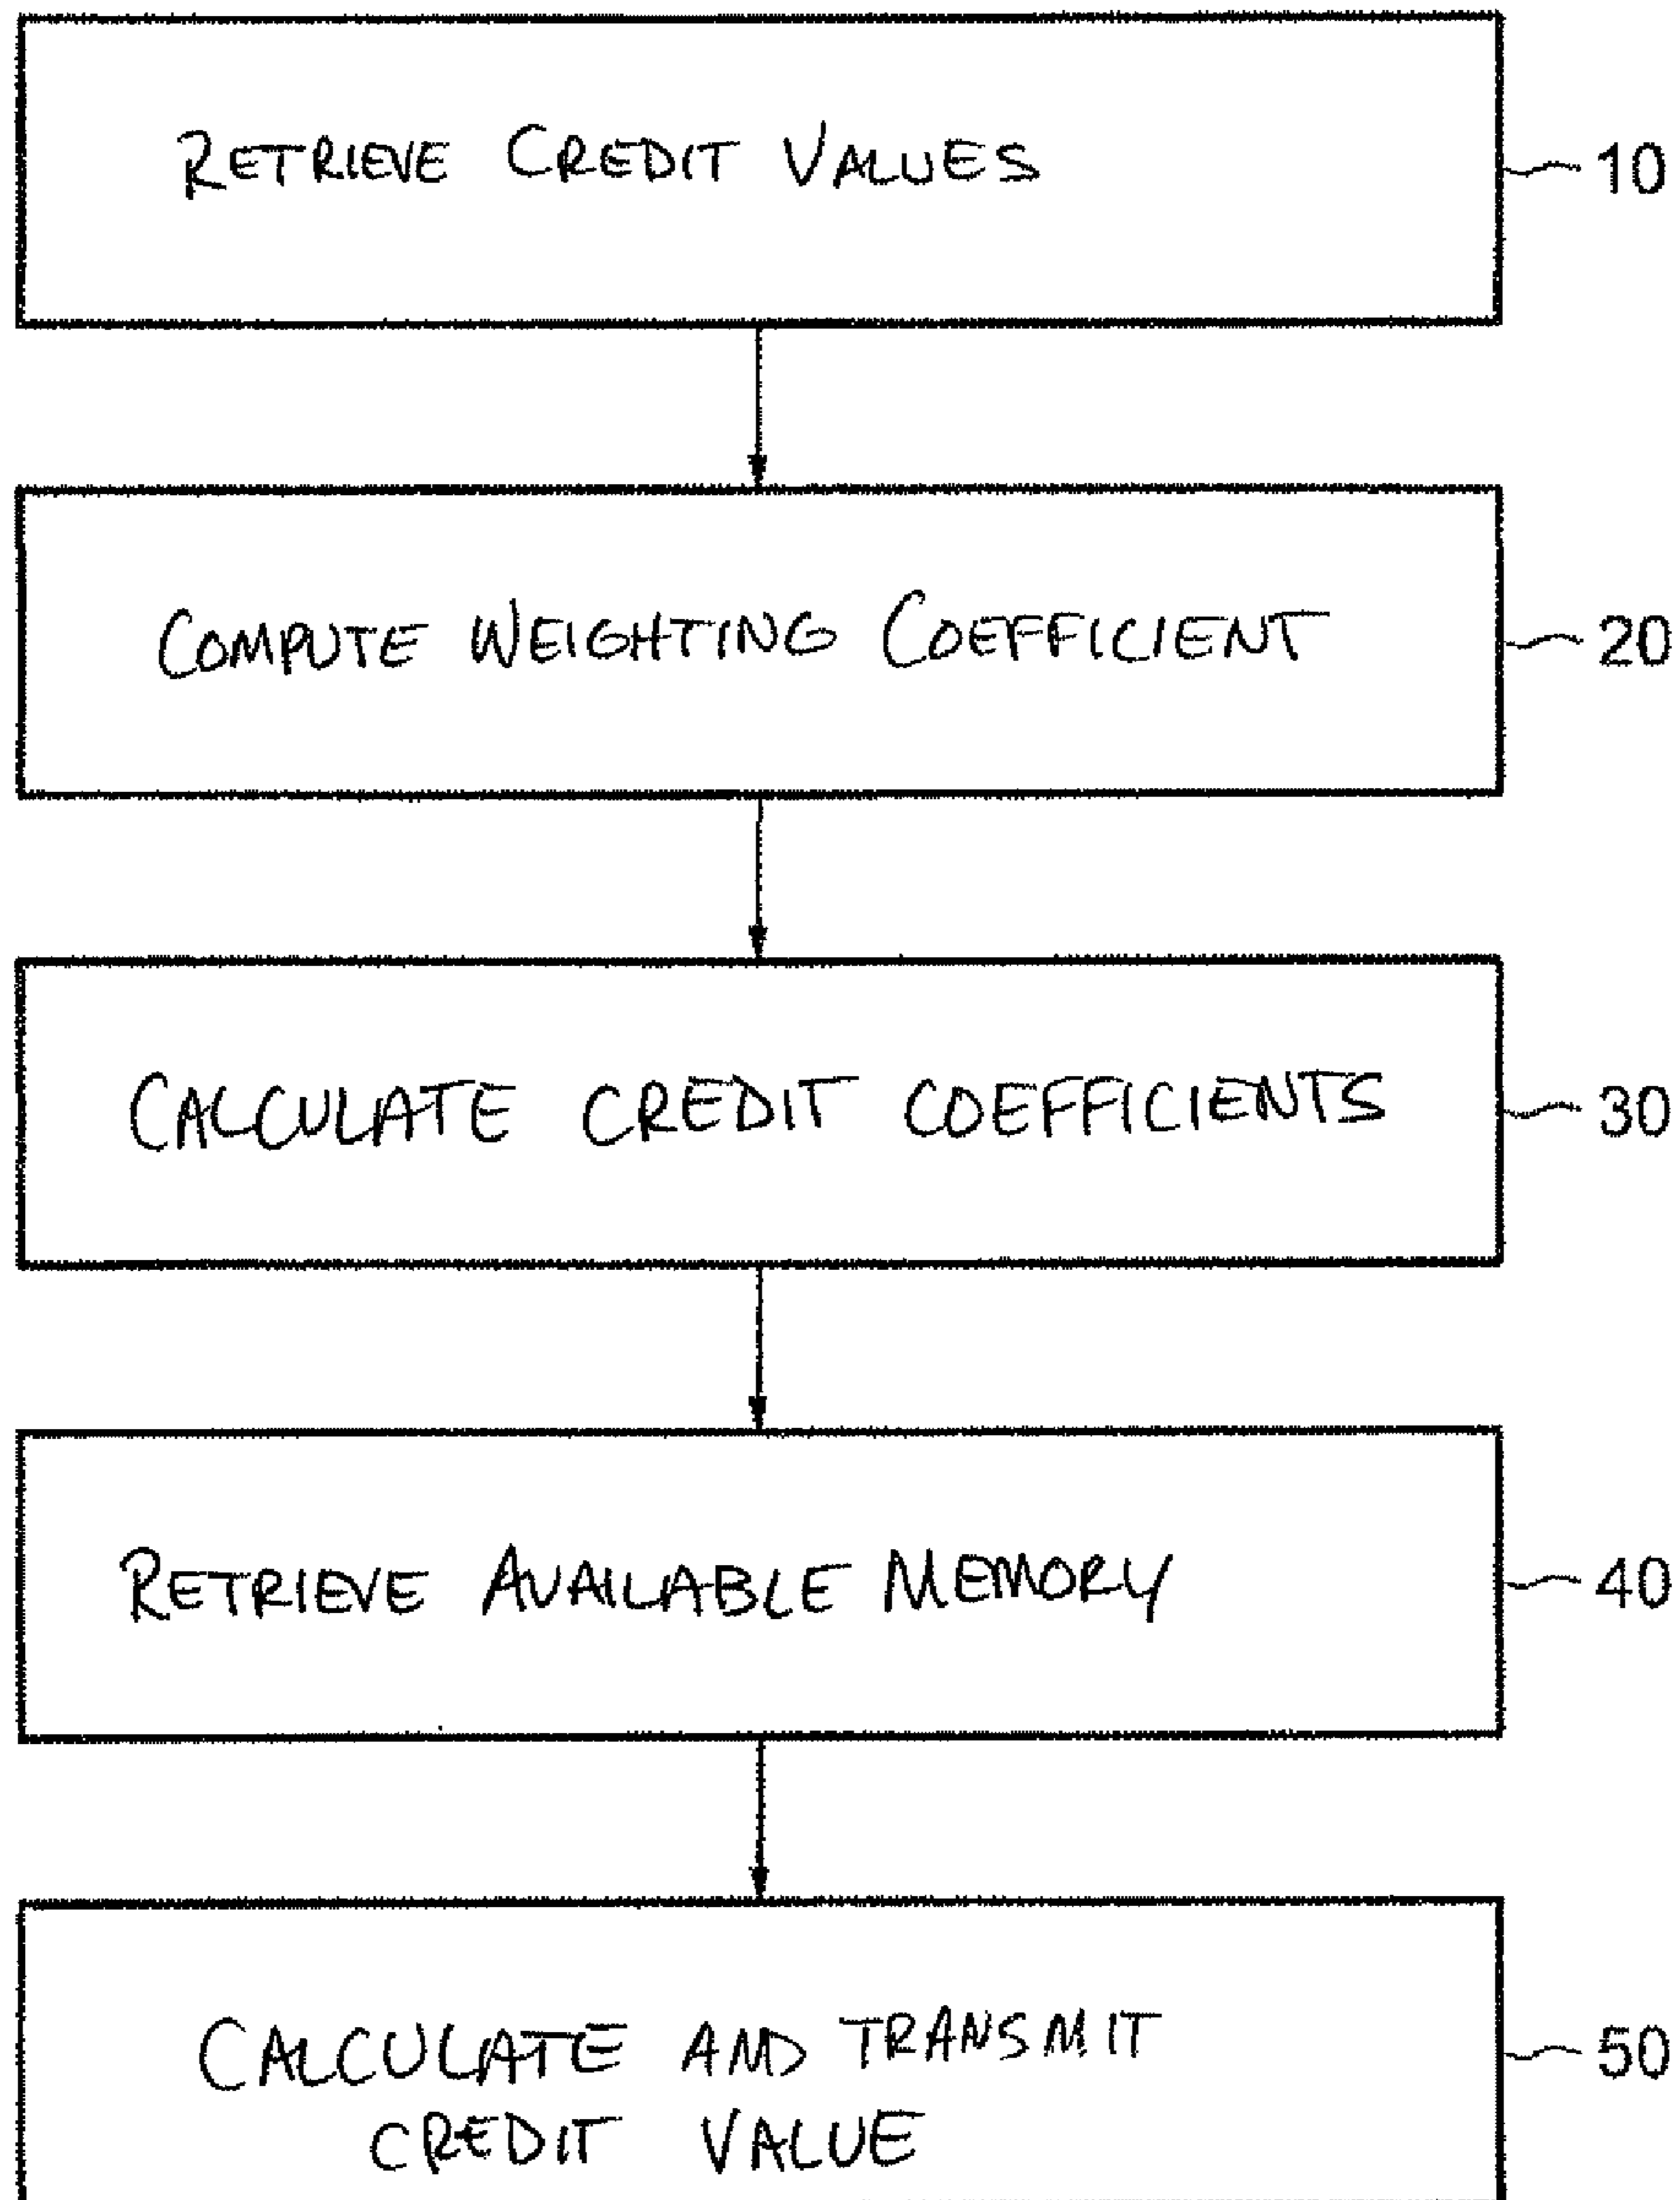 RETRIEVE CREDIT VALUES
10
COMPUTE WEIGHTING COEFFICIENT
20
CALCULATE CREDIT COEFFICIENTS
30
RETRIEVE AVAILABLE MEMORY
40
CALCULATE AND TRANSMIT
50
CREDIT VALUE